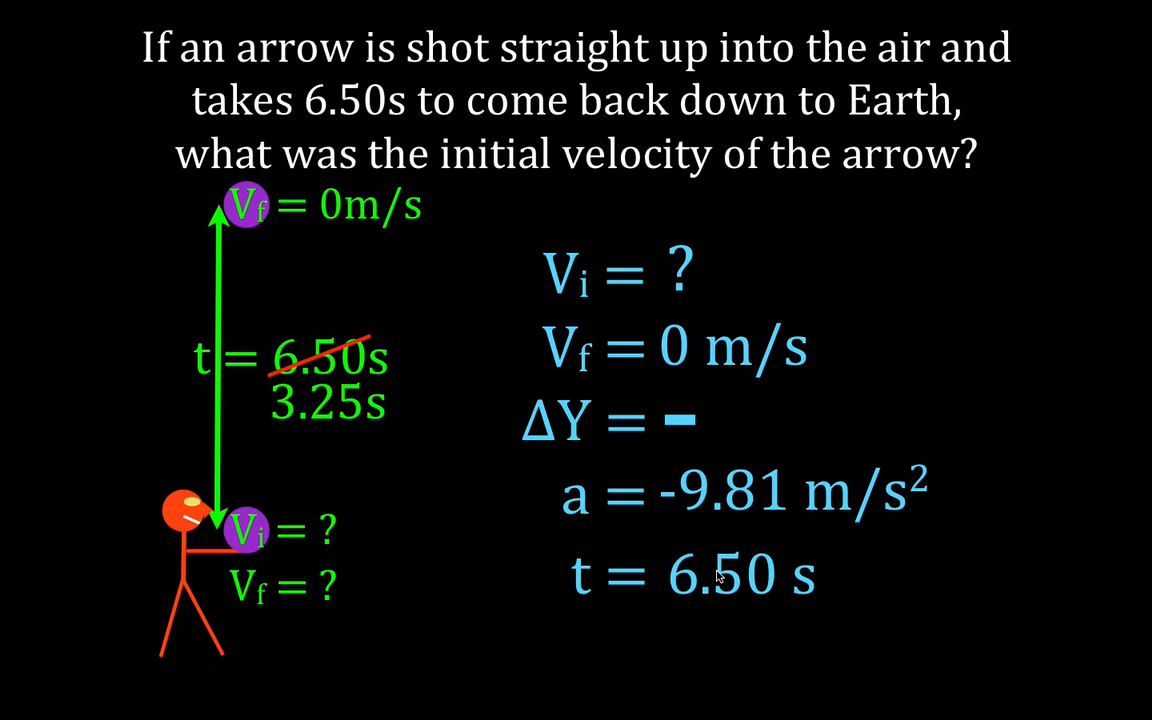 If an arrow is shot straight up into the air and
takes 6.50s to come back down to Earth,
what was the initial velocity of the arrow?
Vf = 0m/s
t = 6.50s
3.25s
Vi = ?
Vf = ?
Vi = ?
Vf = 0 m/s
ΔY = -
a = -9.81 m/s²
t = 6.50 s